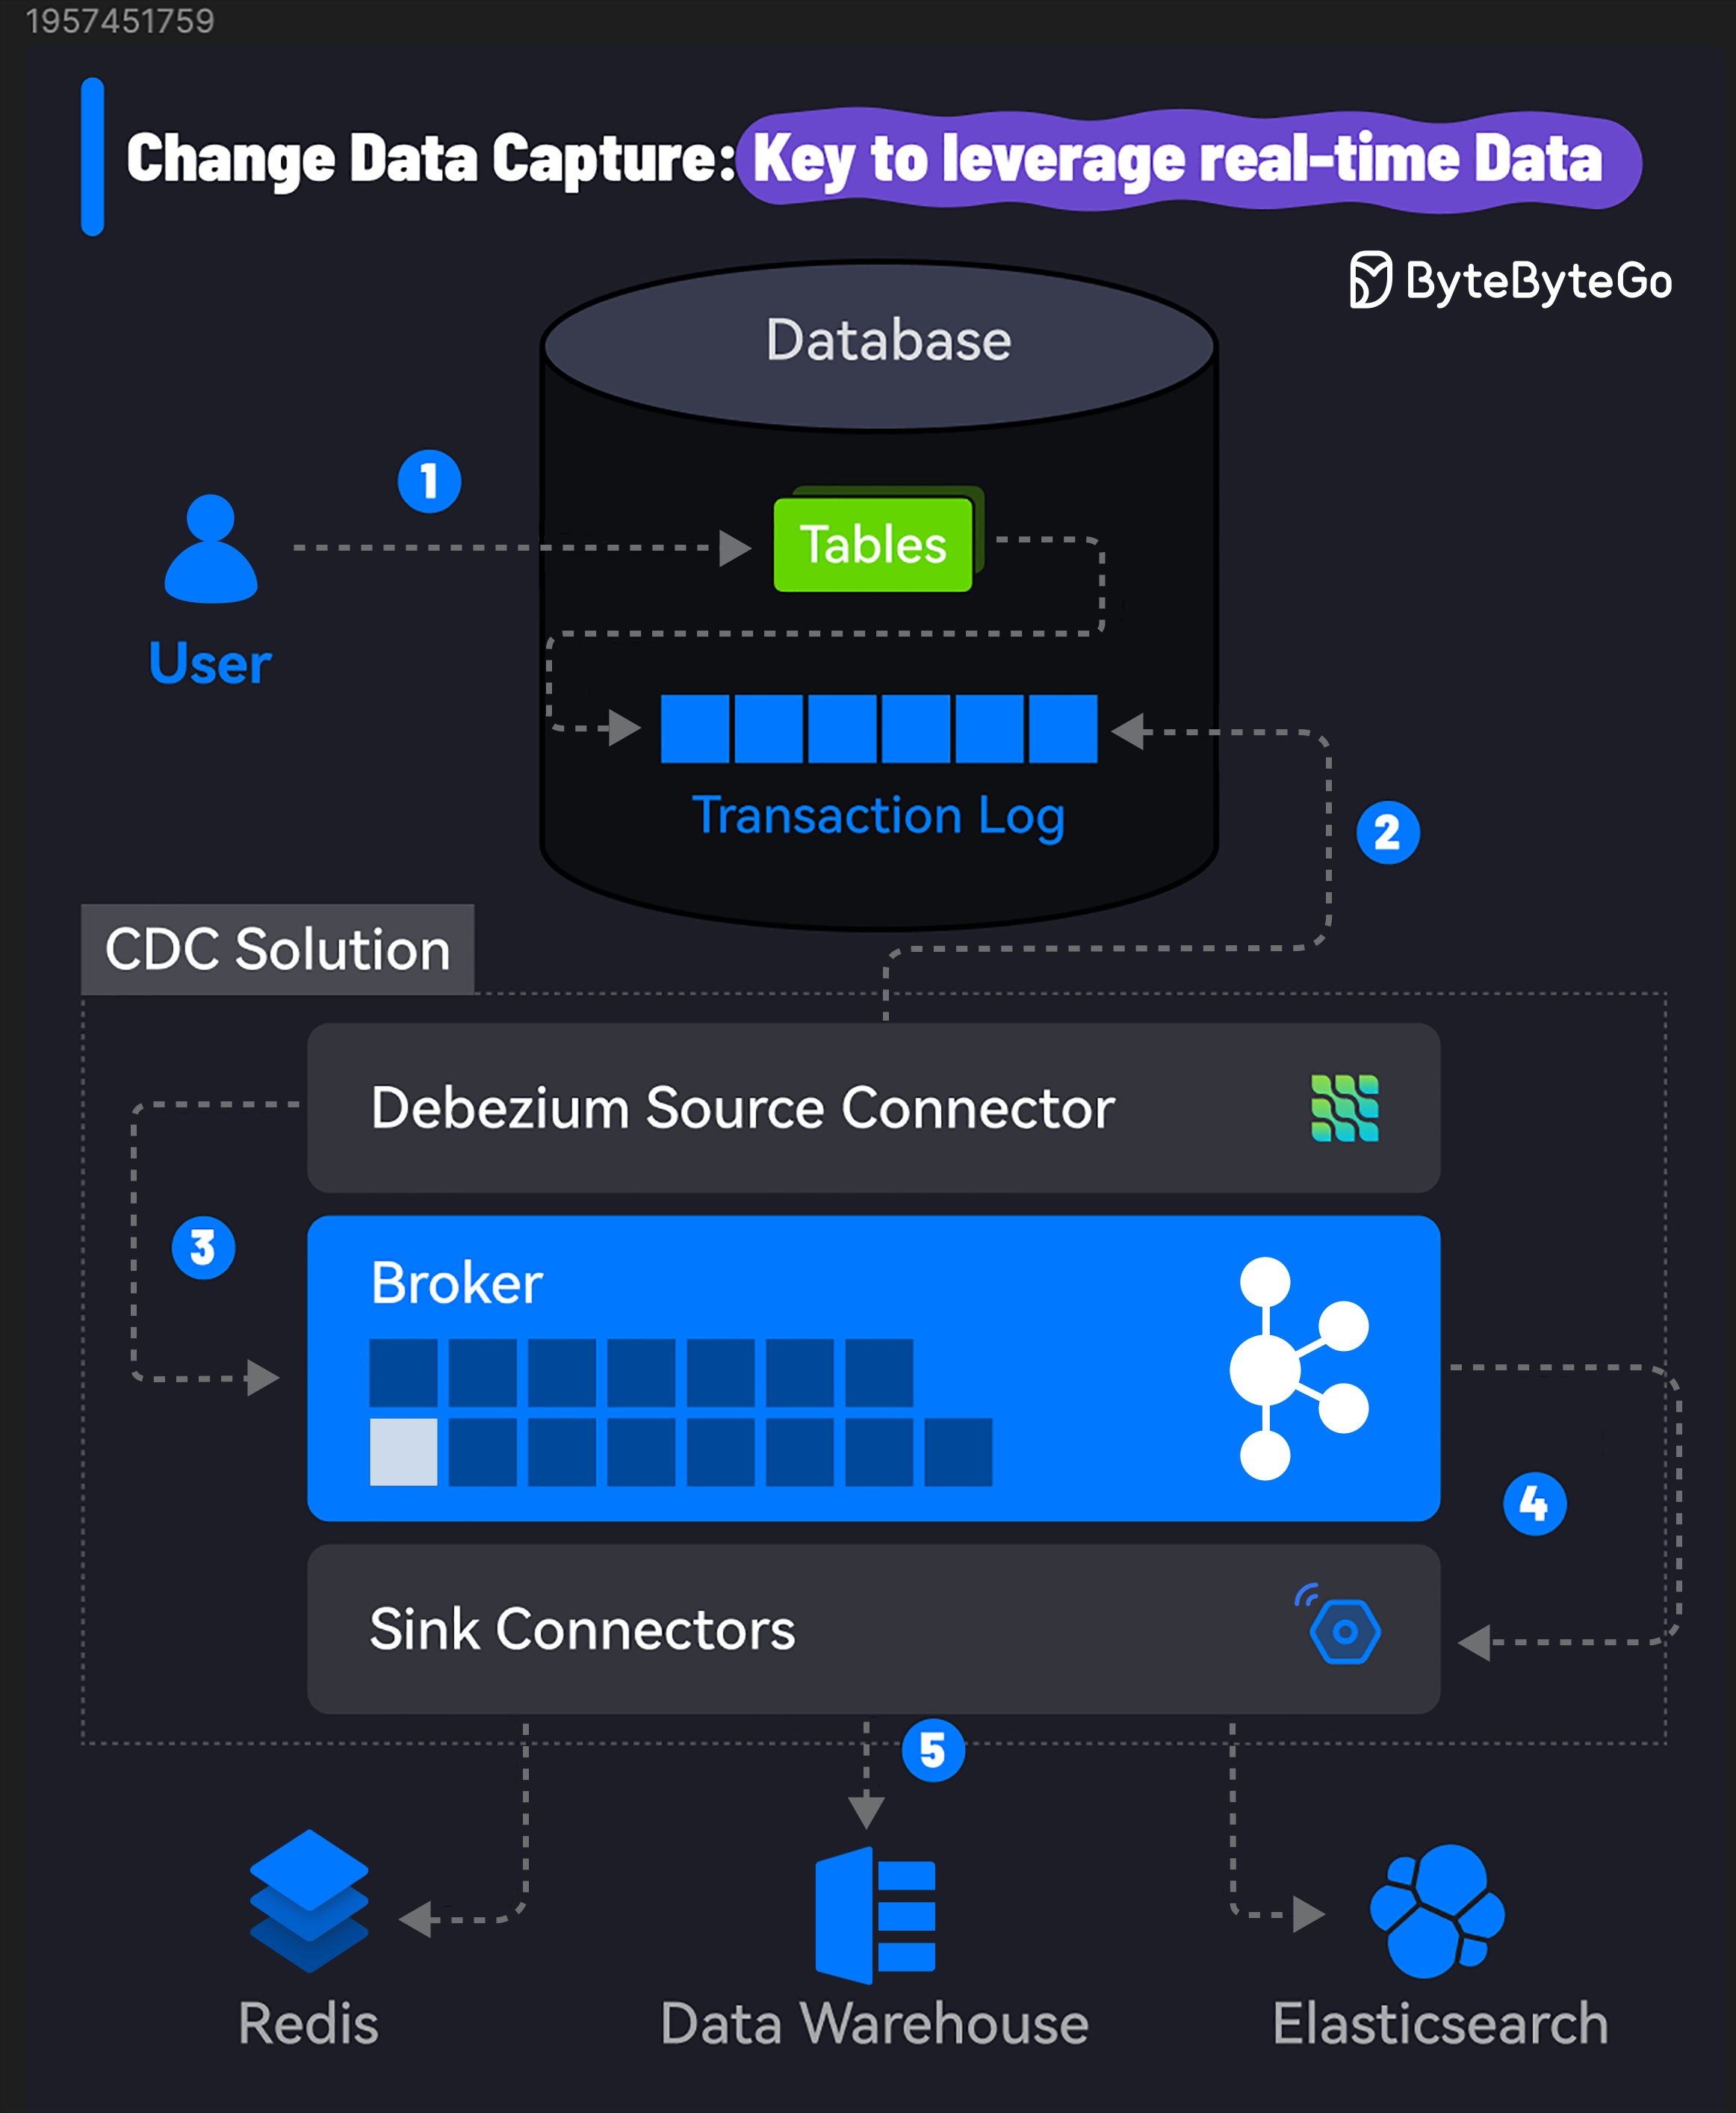 1957451759
Change Data Capture: Key to leverage real-time Data
ByteByteGo
Database
1
Tables
User
Transaction Log
2
CDC Solution
Debezium Source Connector
3
Broker
4
Sink Connectors
5
Redis
Data Warehouse
Elasticsearch